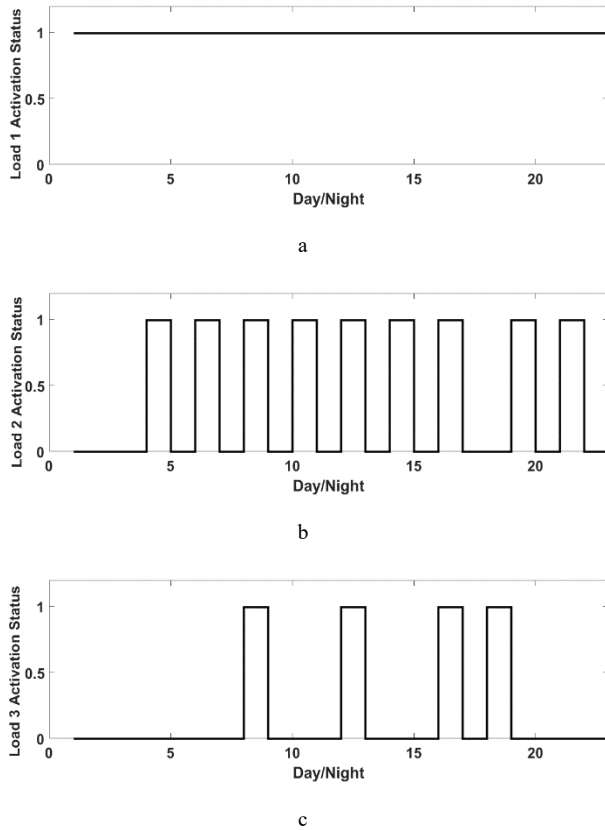 Load 1 Activation Status
1
0.5
0
0 5 10 15 20
Day/Night
a
Load 2 Activation Status
1
0.5
0
0 5 10 15 20
Day/Night
b
Load 3 Activation Status
1
0.5
0
0 5 10 15 20
Day/Night
c